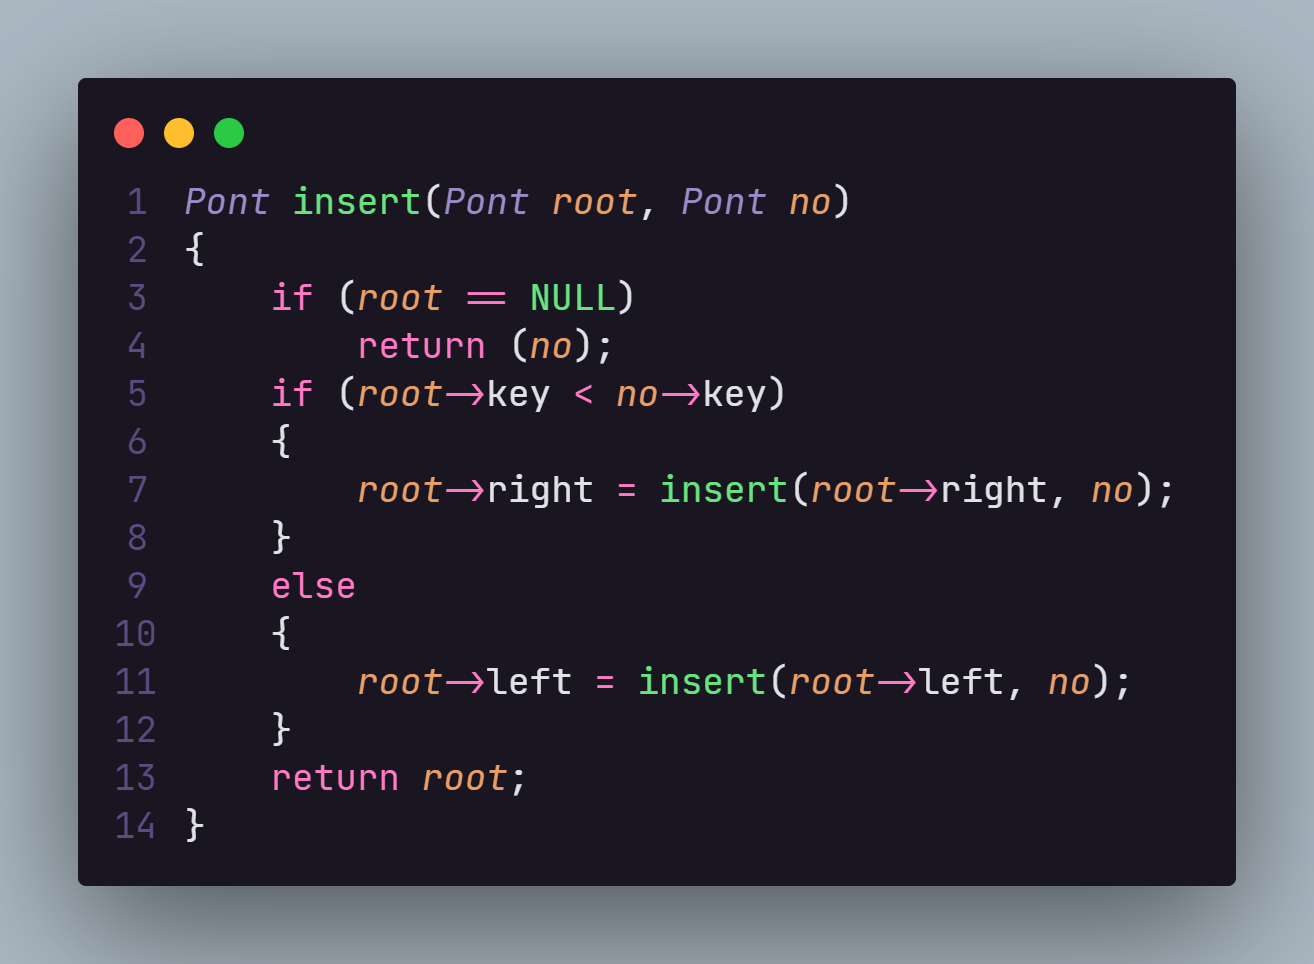 1 Pont insert(Pont root, Pont no)
2 {
3     if (root == NULL)
4         return (no);
5     if (root->key < no->key)
6     {
7         root->right = insert(root->right, no);
8     }
9     else
10     {
11         root->left = insert(root->left, no);
12     }
13     return root;
14 }